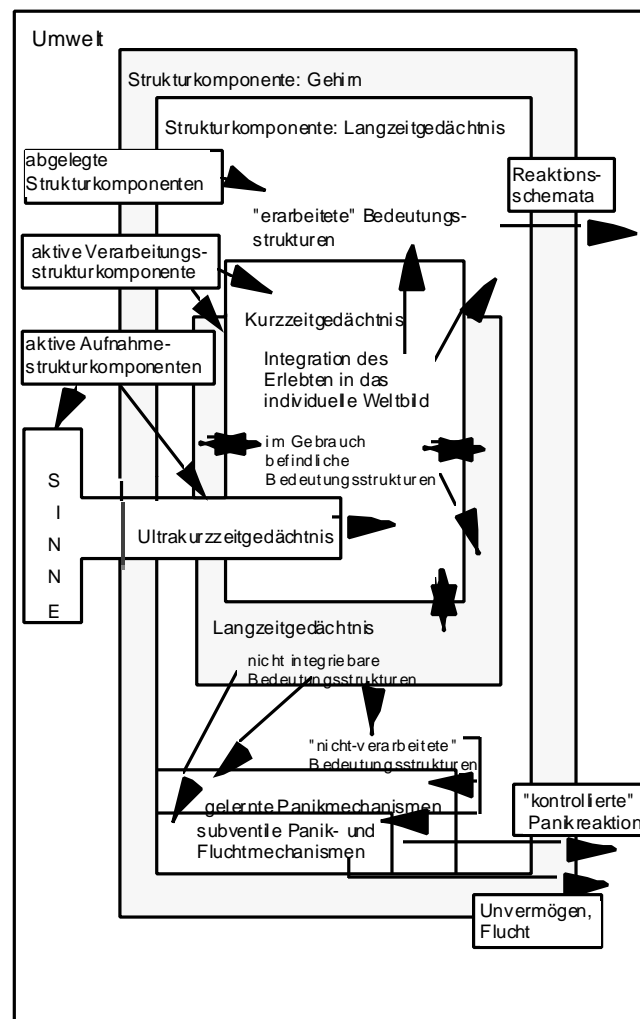 Umwelt
Strukturkomponente: Gehirn
Strukturkomponente: Langzeitgedächtnis
abgelegte
Strukturkomponenten
Reaktions-
schemata
"erarbeitete" Bedeutungs-
strukturen
aktive Verarbeitungs-
strukturkomponente
Kurzzeitgedächtnis
aktive Aufnahme-
strukturkomponenten
Integration des
Erlebten in das
individuelle Weltbild
im Gebrauch
befindliche
Bedeutungsstrukturen
S
I
N
N
E
Ultrakurzzeitgedächtnis
Langzeitgedächtnis
nicht integriebare
Bedeutungsstrukturen
"nicht-verarbeitete"
Bedeutungsstrukturen
gelernte Panikmechanismen
subventile Panik- und
Fluchtmechanismen
"kontrollierte"
Panikreaktion
Unvermögen,
Flucht